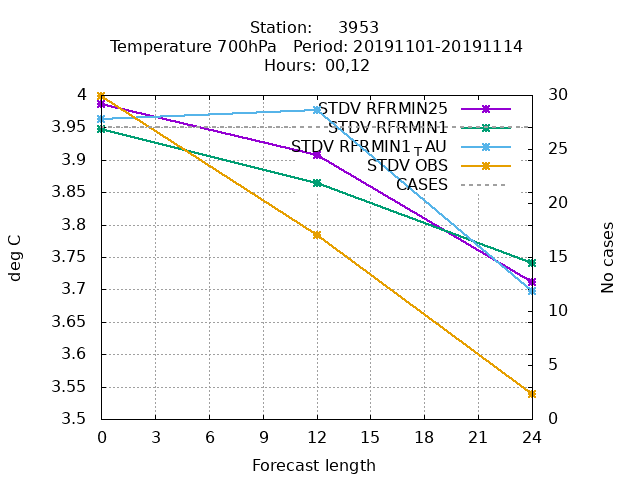 Station: 3953
Temperature 700hPa Period: 20191101-20191114
Hours: 00,12
4
3.95
3.9
3.85
3.8
3.75
3.7
3.65
3.6
3.55
3.5
deg C
STDV RFRMIN25
STDV RFRMIN1
STDV RFRMIN1TAU
STDV OBS
CASES
30
25
20
15
10
5
0
No cases
0 3 6 9 12 15 18 21 24
Forecast length